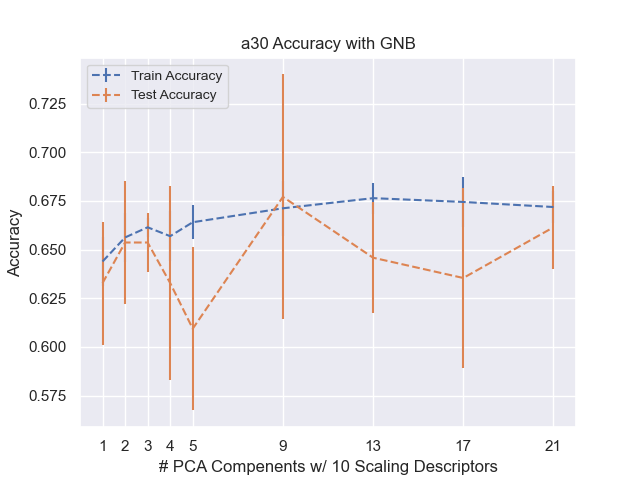 a30 Accuracy with GNB
Train Accuracy
Test Accuracy
0.725
0.700
0.675
0.650
0.625
0.600
0.575
Accuracy
1 2 3 4 5 9 13 17 21
# PCA Compenents w/ 10 Scaling Descriptors